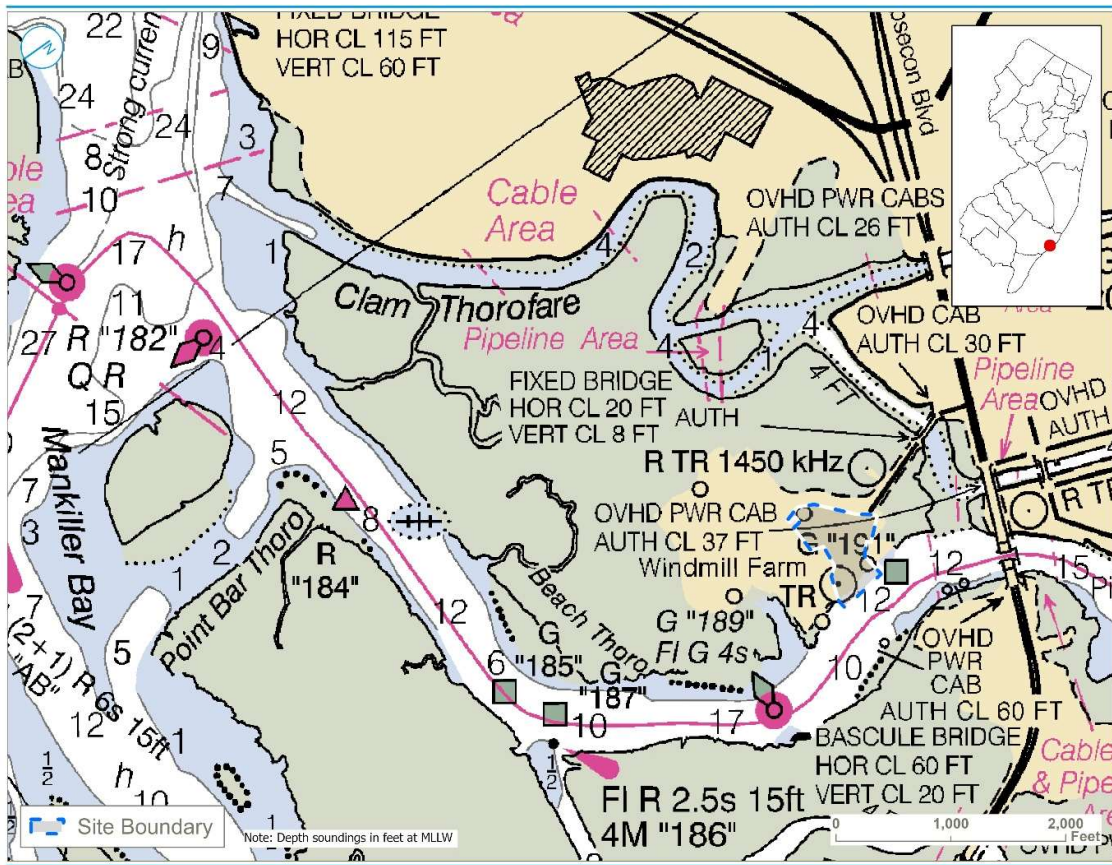 FIXED BRIDGE
HOR CL 115 FT
VERT CL 60 FT
22
24
8
10
Strong curren
24
9
3
7
Area
osecon Blvd
Cable
Area
OVHD PWR CABS
AUTH CL 26 FT
17
h
1
11
27
R "182"
Q R
4
15
Clam Thorofare
4
2
Pipeline Area
4
1
4
4 FT
OVHD CAB
AUTH CL 30 FT
Pipeline
Area
OVHD
AUTH
FIXED BRIDGE
HOR CL 20 FT
VERT CL 8 FT
AUTH
12
5
8
R TR 1450 kHz
R TR
OVHD PWR CAB
AUTH CL 37 FT
Windmill Farm
G "191"
TR
12
12
15
Mankiller Bay
7
3
7
2
1
5
Point Bar Thoro
R
"184"
12
Beach Thoro
G "189"
Fl G 4s
6
G
"185"
G
"187"
10
17
10
OVHD
PWR
CAB
AUTH CL 60 FT
BASCULE BRIDGE
HOR CL 60 FT
VERT CL 20 FT
Cable
& Pipe
(2+1) R 6s 15ft
"AB"
12
1
1/2
h
10
1
1/2
Fl R 2.5s 15ft
4M "186"
Site Boundary
Note: Depth soundings in feet at MLLW
0 1,000 2,000
Feet